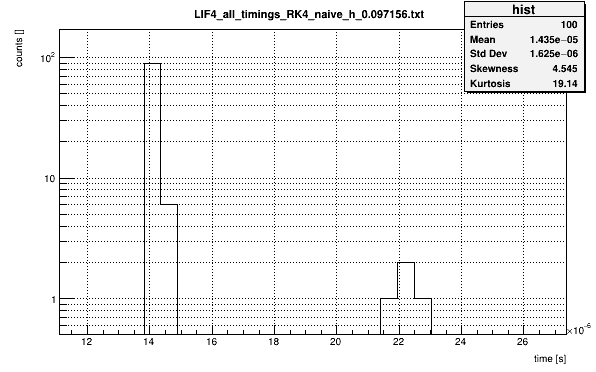 LIF4_all_timings_RK4_naive_h_0.097156.txt
hist
Entries 100
Mean 1.435e−05
Std Dev 1.625e−06
Skewness 4.545
Kurtosis 19.14
counts []
10²
10
1
12 14 16 18 20 22 24 26
×10⁻⁶
time [s]